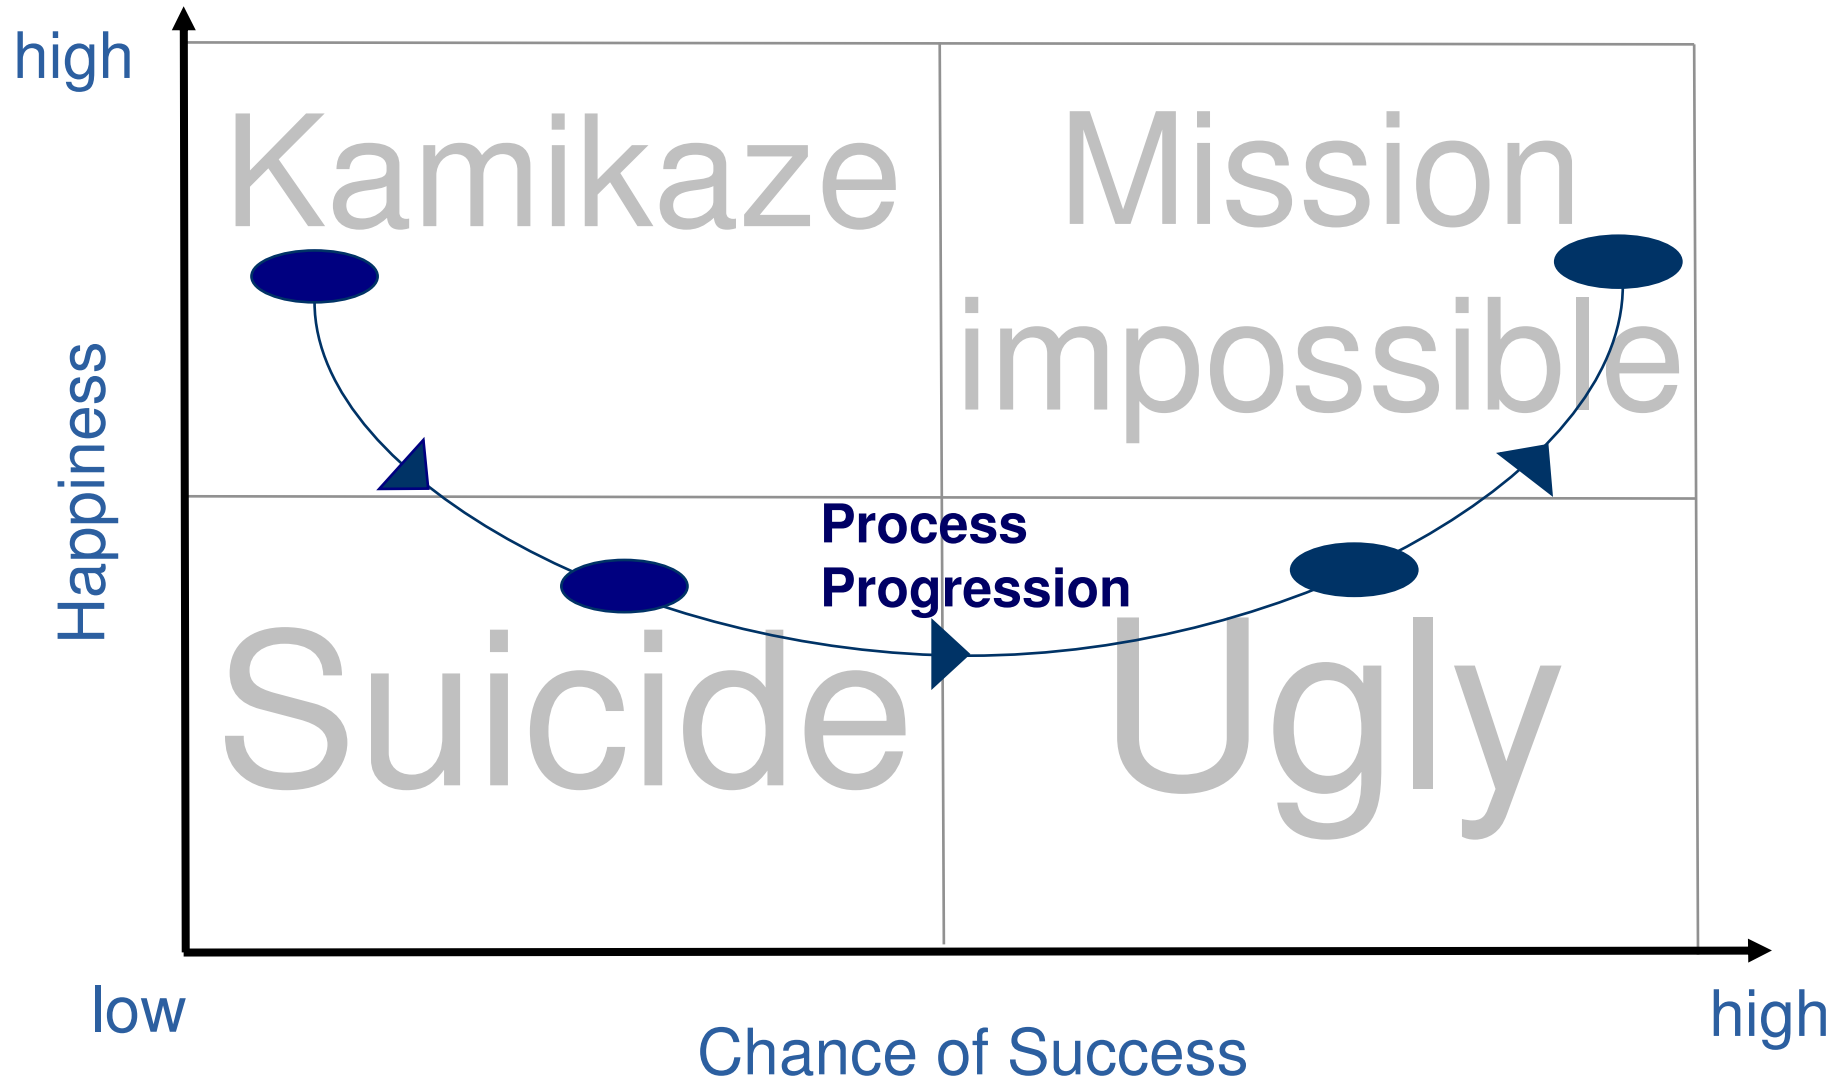 high
Kamikaze
Mission
impossible
Happiness
Process
Progression
Suicide
Ugly
low
high
Chance of Success